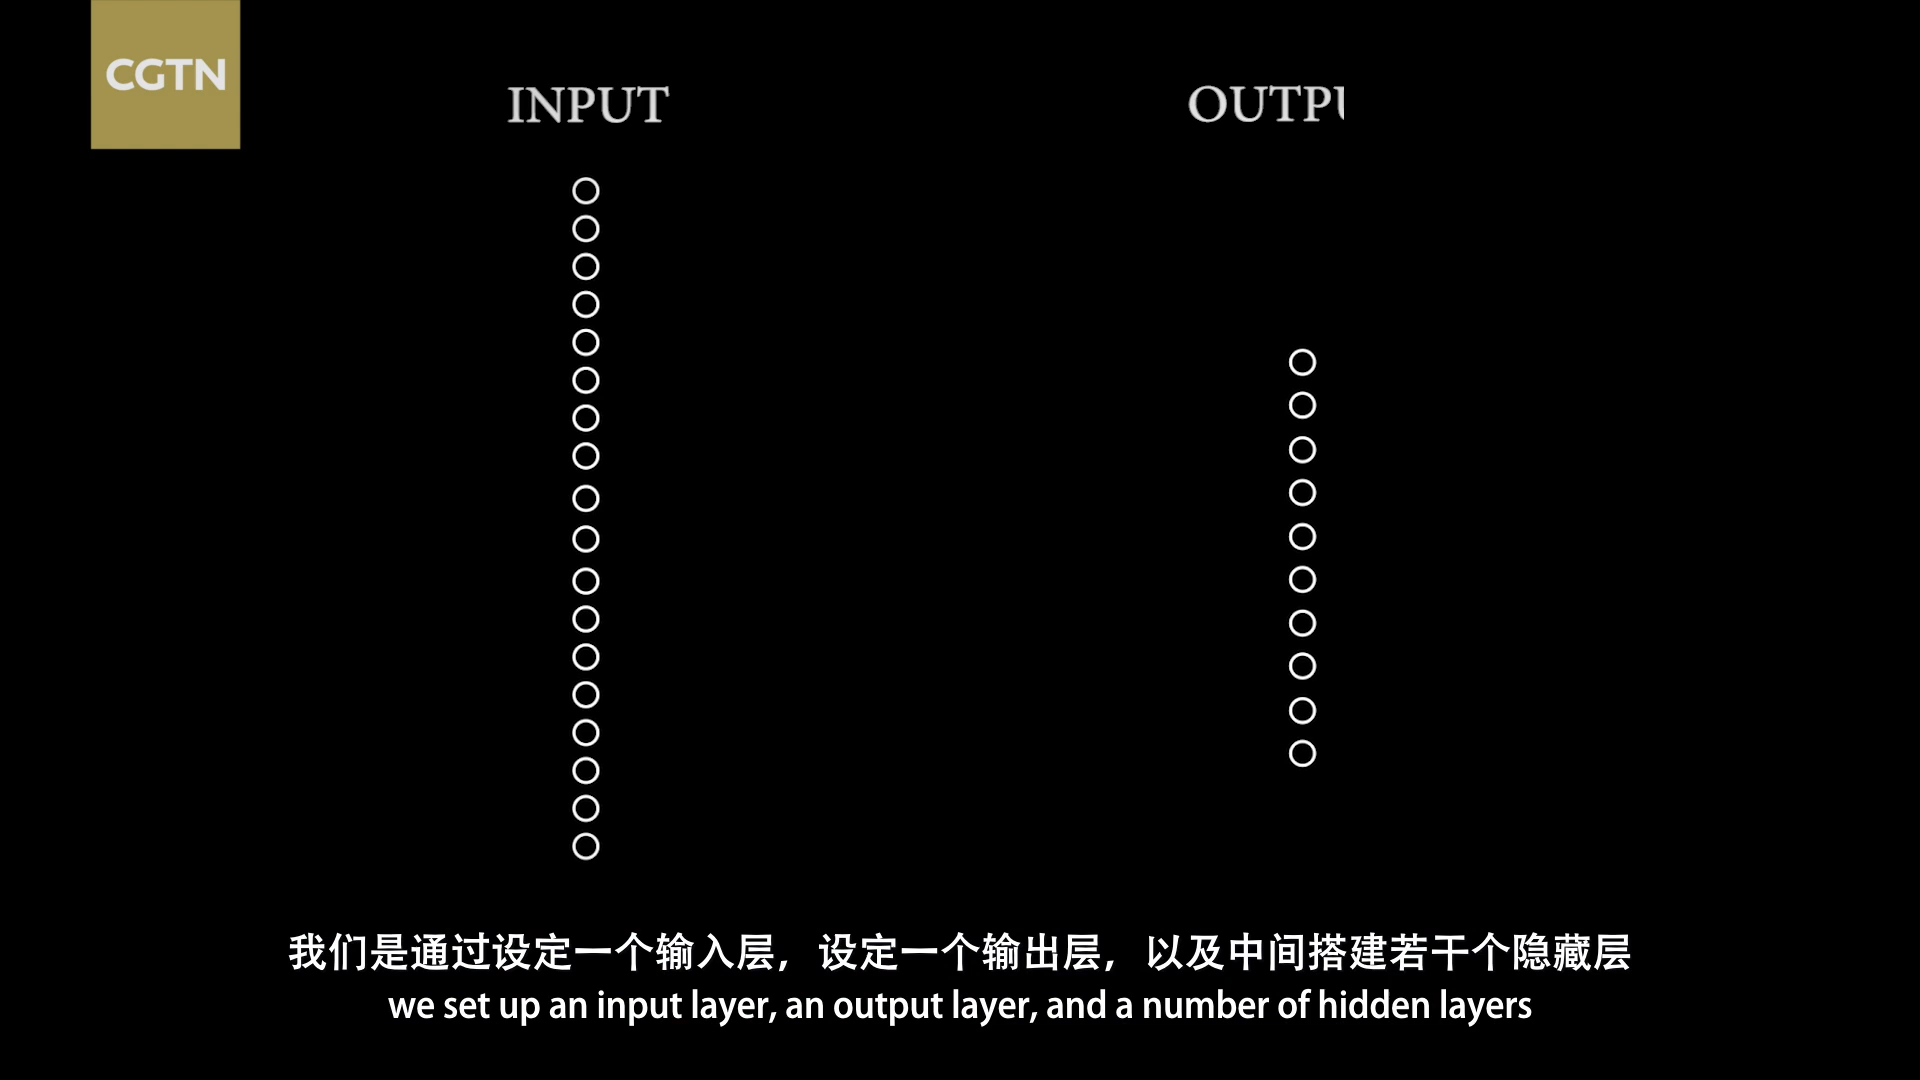 CGTN
INPUT
OUTPU
我们是通过设定一个输入层，设定一个输出层，以及中间搭建若干个隐藏层
we set up an input layer, an output layer, and a number of hidden layers